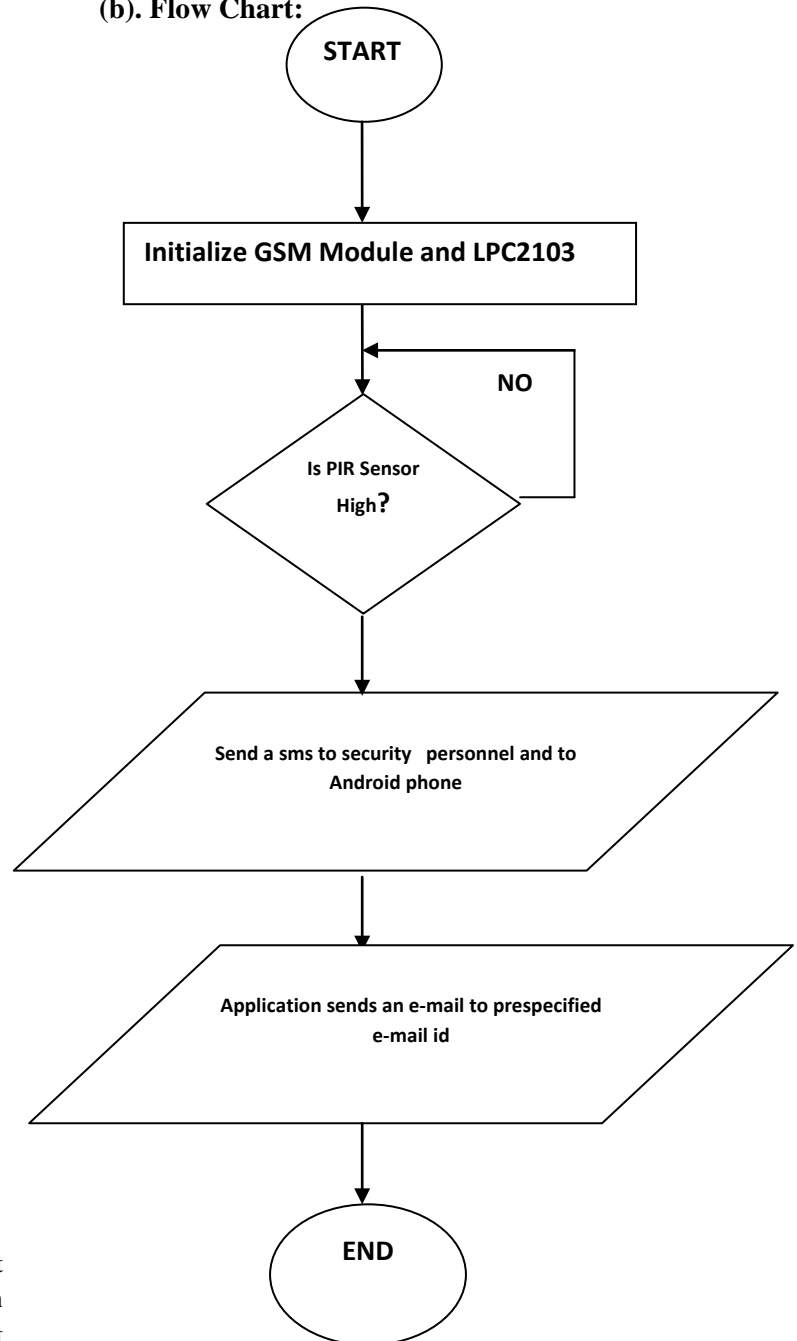 (b). Flow Chart:
START
Initialize GSM Module and LPC2103
NO
Is PIR Sensor
High?
Send a sms to security personnel and to
Android phone
Application sends an e-mail to prespecified
e-mail id
END